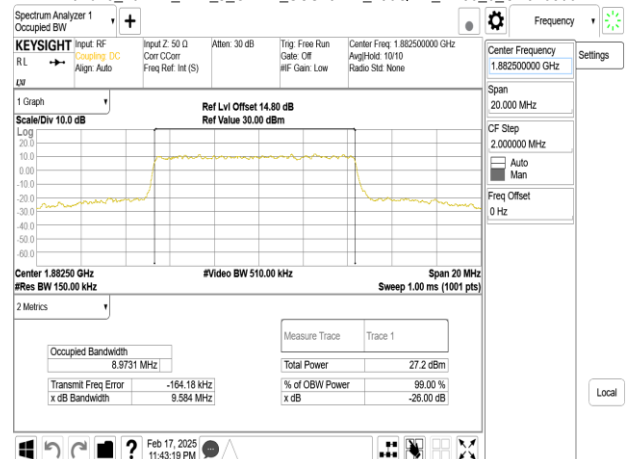 Spectrum Analyzer 1
Occupied BW
+
Frequency
KEYSIGHT
RL
LXI
Input: RF
Coupling: DC
Align: Auto
Input Z: 50 Ω
Corr CCorr
Freq Ref: Int (S)
Atten: 30 dB
Trig: Free Run
Gate: Off
#IF Gain: Low
Center Freq: 1.882500000 GHz
Avg|Hold: 10/10
Radio Std: None
Center Frequency
1.882500000 GHz
Settings
Span
20.000 MHz
CF Step
2.000000 MHz
Auto
Man
Freq Offset
0 Hz
Local
1 Graph
Scale/Div 10.0 dB
Ref Lvl Offset 14.80 dB
Ref Value 30.00 dBm
Log
20.0
10.0
0.00
-10.0
-20.0
-30.0
-40.0
-50.0
-60.0
Center 1.88250 GHz
#Res BW 150.00 kHz
#Video BW 510.00 kHz
Span 20 MHz
Sweep 1.00 ms (1001 pts)
2 Metrics
Measure Trace Trace 1
Occupied Bandwidth
8.9731 MHz
Total Power 27.2 dBm
Transmit Freq Error -164.18 kHz
% of OBW Power 99.00 %
x dB Bandwidth 9.584 MHz
x dB -26.00 dB
?
Feb 17, 2025
11:43:19 PM